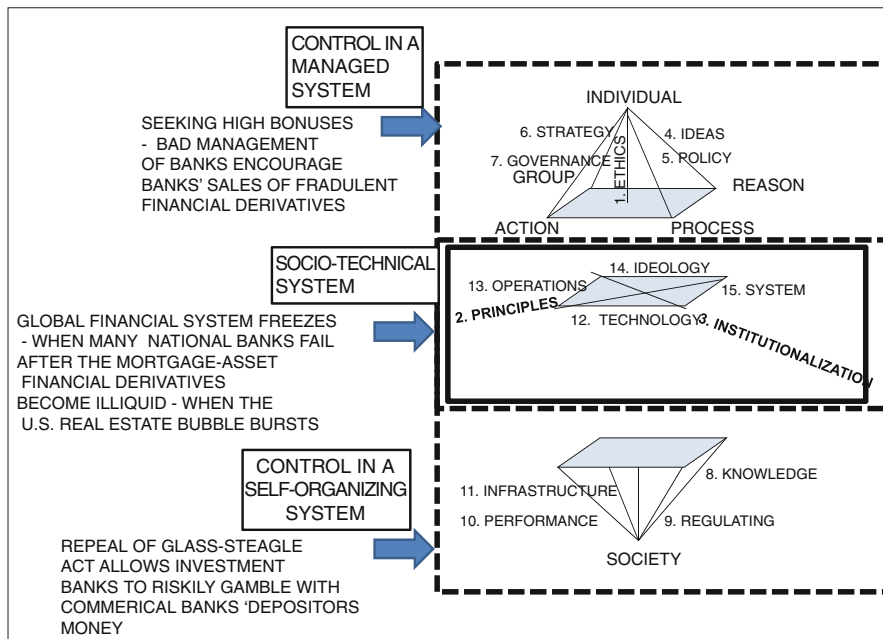 CONTROL IN A
MANAGED
SYSTEM
SEEKING HIGH BONUSES
- BAD MANAGEMENT
OF BANKS ENCOURAGE
BANKS' SALES OF FRADULENT
FINANCIAL DERIVATIVES
INDIVIDUAL
6. STRATEGY
4. IDEAS
7. GOVERNANCE
1. ETHICS
5. POLICY
GROUP
REASON
ACTION
PROCESS
SOCIO-TECHNICAL
SYSTEM
GLOBAL FINANCIAL SYSTEM FREEZES
- WHEN MANY NATIONAL BANKS FAIL
AFTER THE MORTGAGE-ASSET
FINANCIAL DERIVATIVES
BECOME ILLIQUID - WHEN THE
U.S. REAL ESTATE BUBBLE BURSTS
14. IDEOLOGY
13. OPERATIONS
15. SYSTEM
2. PRINCIPLES
12. TECHNOLOGY
3. INSTITUTIONALIZATION
CONTROL IN A
SELF-ORGANIZING
SYSTEM
REPEAL OF GLASS-STEAGLE
ACT ALLOWS INVESTMENT
BANKS TO RISKILY GAMBLE WITH
COMMERICAL BANKS 'DEPOSITORS
MONEY
8. KNOWLEDGE
11. INFRASTRUCTURE
10. PERFORMANCE
9. REGULATING
SOCIETY